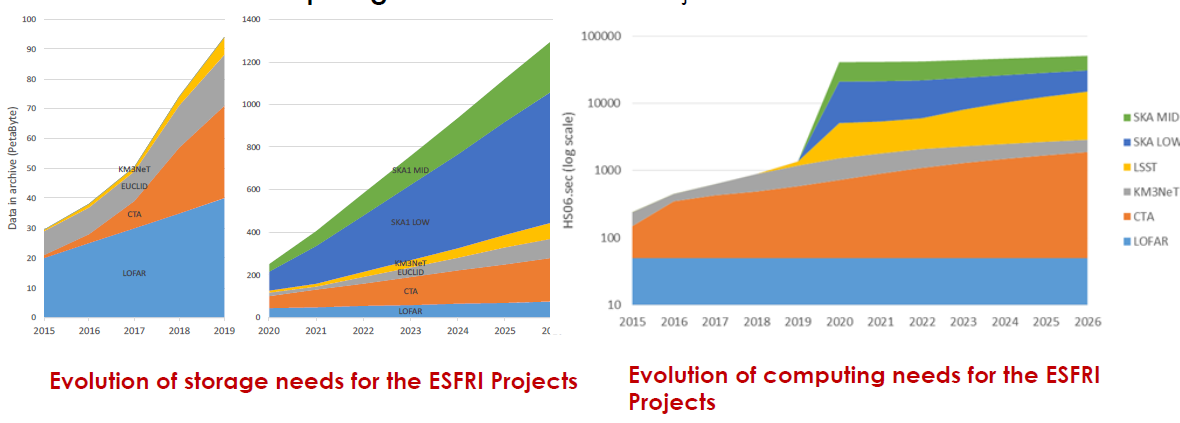 100
90
80
70
60
50
40
30
20
10
0
Data in archive (PetaByte)
KM3NeT
EUCLID
CTA
LOFAR
2015 2016 2017 2018 2019
1400
1200
1000
800
600
400
200
0
SKA1 MID
SKA1 LOW
KM3NeT
EUCLID
CTA
LOFAR
2020 2021 2022 2023 2024 2025
100000
10000
1000
100
10
HS06.sec (log scale)
2015 2016 2017 2018 2019 2020 2021 2022 2023 2024 2025 2026
SKA MID
SKA LOW
LSST
KM3NeT
CTA
LOFAR
Evolution of storage needs for the ESFRI Projects
Evolution of computing needs for the ESFRI
Projects